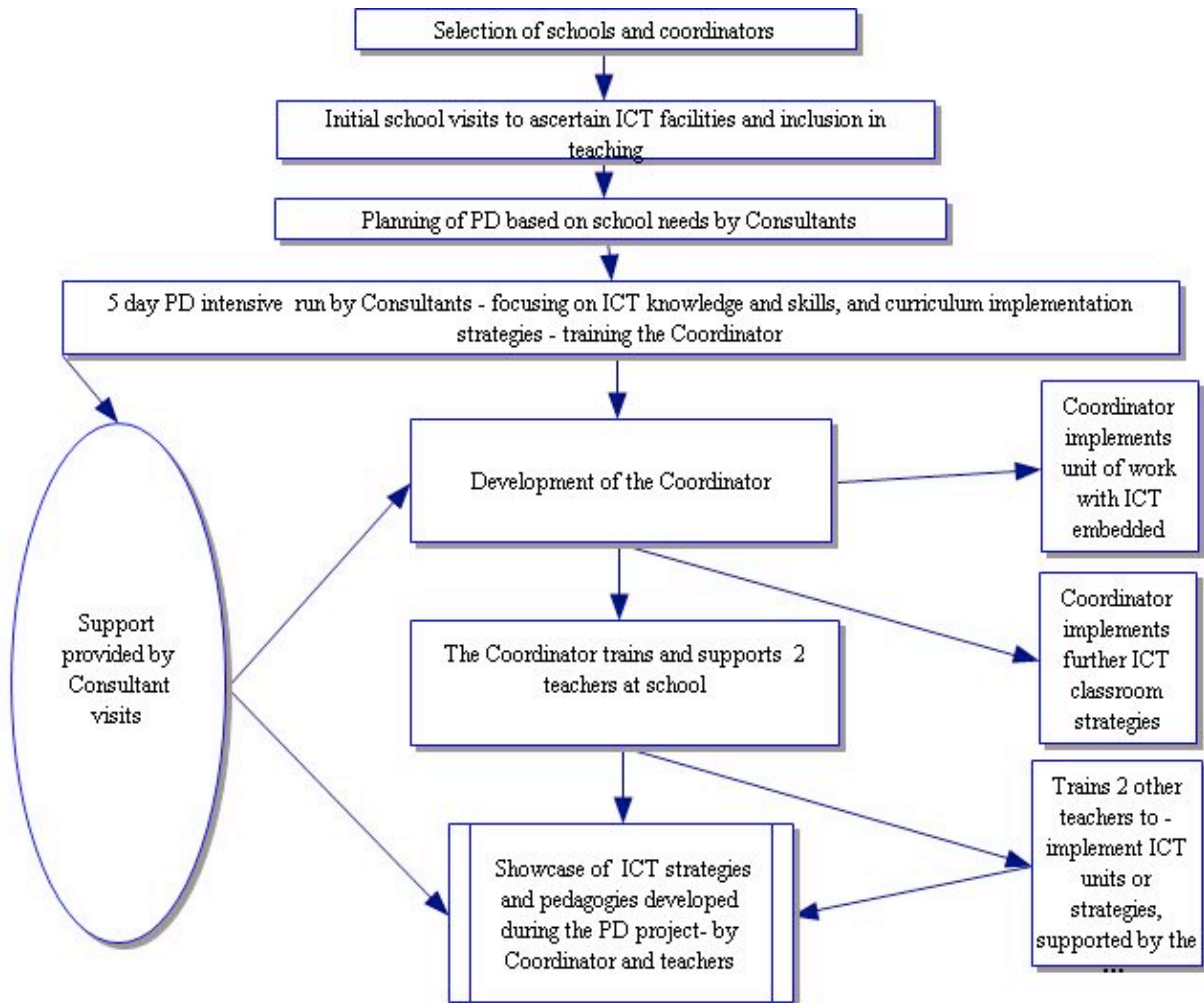 Selection of schools and coordinators
Initial school visits to ascertain ICT facilities and inclusion in
teaching
Planning of PD based on school needs by Consultants
5 day PD intensive run by Consultants - focusing on ICT knowledge and skills, and curriculum implementation
strategies - training the Coordinator
Development of the Coordinator
Coordinator
implements
unit of work
with ICT
embedded
Support
provided by
Consultant
visits
The Coordinator trains and supports 2
teachers at school
Coordinator
implements
further ICT
classroom
strategies
Showcase of ICT strategies
and pedagogies developed
during the PD project- by
Coordinator and teachers
Trains 2 other
teachers to -
implement ICT
units or
strategies,
supported by the
...